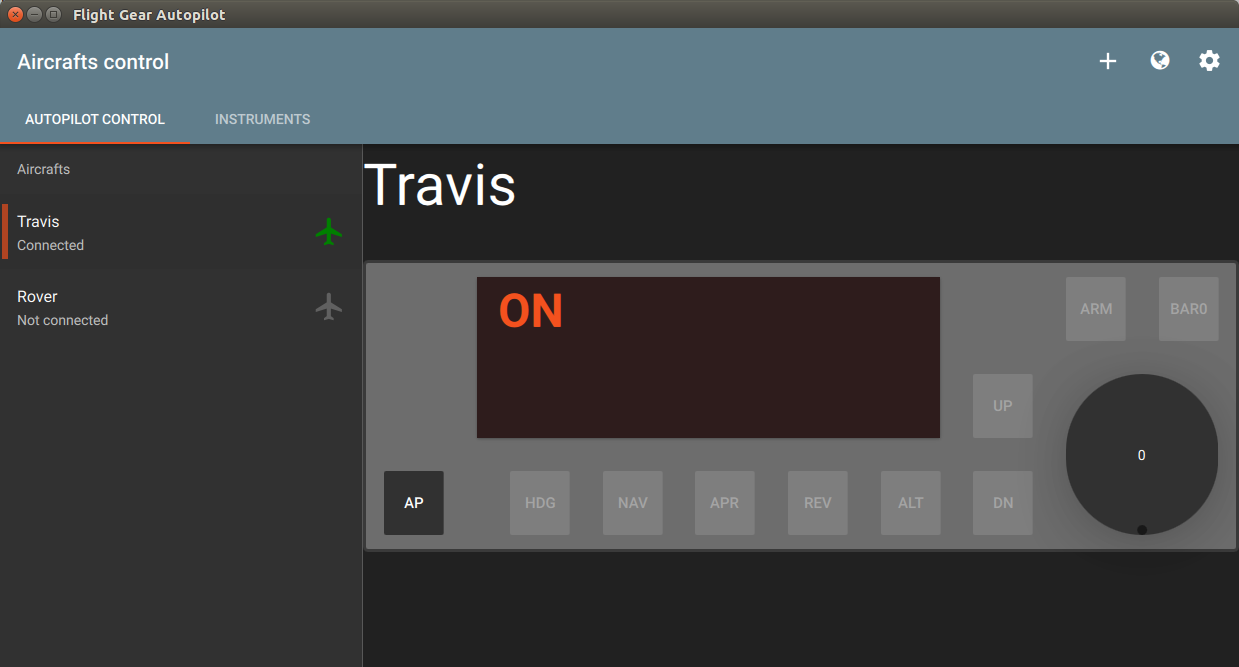 Flight Gear Autopilot
Aircrafts control
AUTOPILOT CONTROL INSTRUMENTS
Aircrafts
Travis
Connected
Rover
Not connected
Travis
ON
ARM BAR0
UP
0
AP HDG NAV APR REV ALT DN